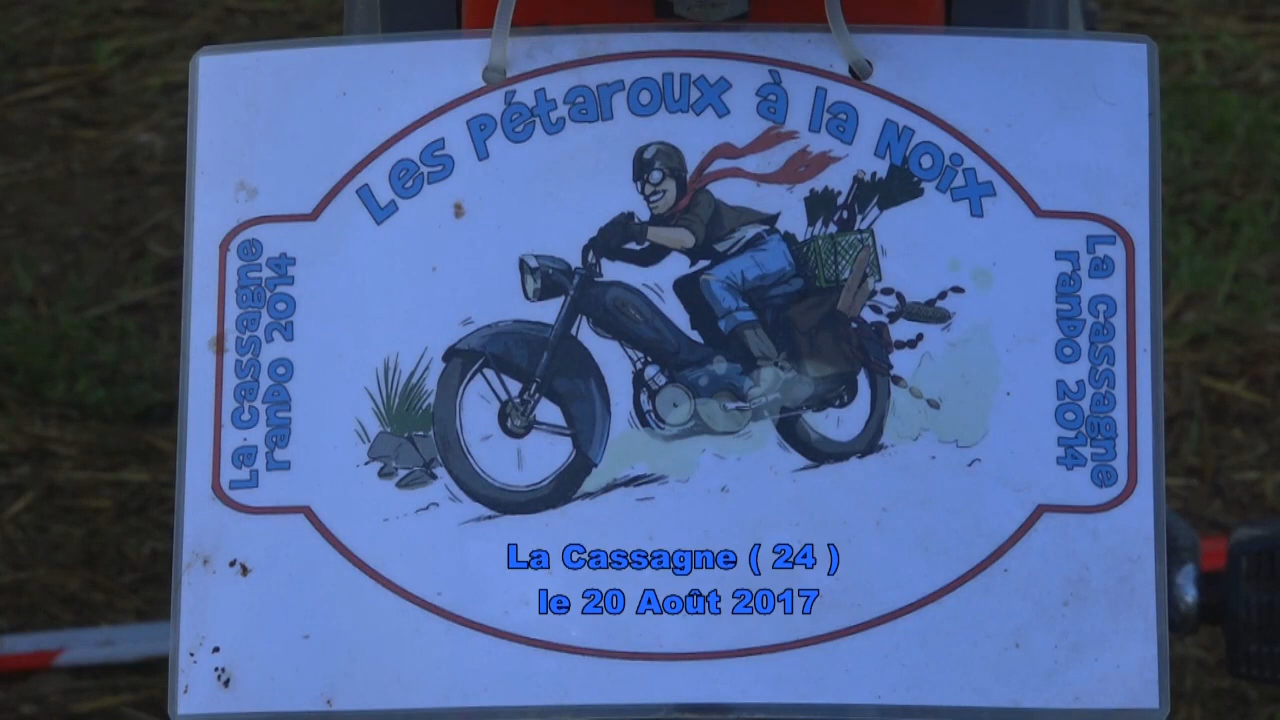 Les Pétaroux à la Noix
La Cassagne
rando 2014
La Cassagne
rando 2014
La Cassagne ( 24 )
le 20 Août 2017